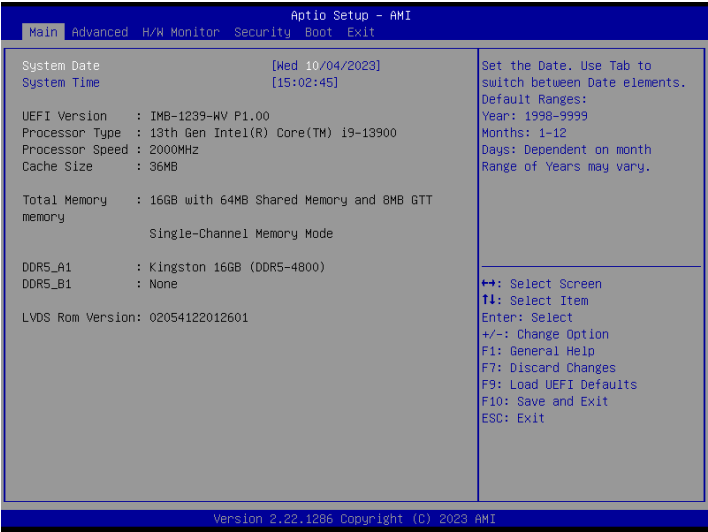 Aptio Setup - AMI
Main Advanced H/W Monitor Security Boot Exit
System Date [Wed 10/04/2023]
System Time [15:02:45]
UEFI Version : IMB-1239-WV P1.00
Processor Type : 13th Gen Intel(R) Core(TM) i9-13900
Processor Speed : 2000MHz
Cache Size : 36MB
Total Memory : 16GB with 64MB Shared Memory and 8MB GTT
memory
Single-Channel Memory Mode
DDR5_A1 : Kingston 16GB (DDR5-4800)
DDR5_B1 : None
LVDS Rom Version: 02054122012601
Set the Date. Use Tab to
switch between Date elements.
Default Ranges:
Year: 1998-9999
Months: 1-12
Days: Dependent on month
Range of Years may vary.
←→: Select Screen
↑↓: Select Item
Enter: Select
+/-: Change Option
F1: General Help
F7: Discard Changes
F9: Load UEFI Defaults
F10: Save and Exit
ESC: Exit
Version 2.22.1286 Copyright (C) 2023 AMI